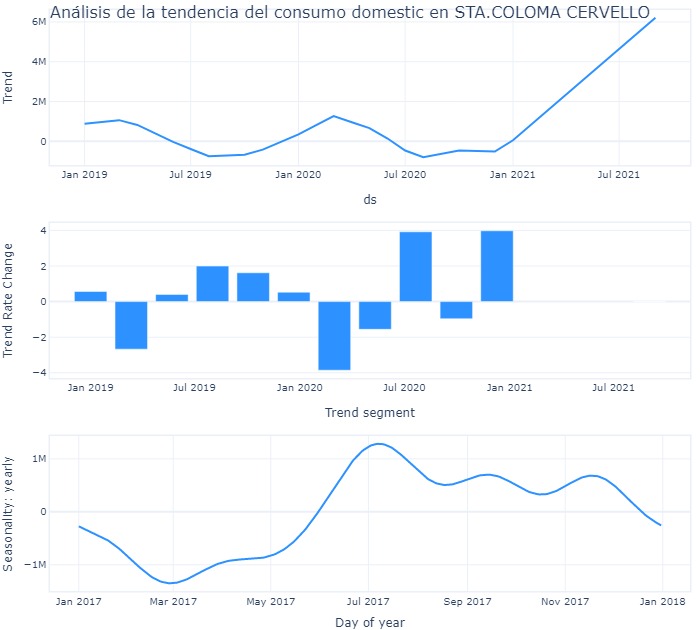 Análisis de la tendencia del consumo domestic en STA.COLOMA CERVELLO
6M
4M
2M
0
Trend
Jan 2019 Jul 2019 Jan 2020 Jul 2020 Jan 2021 Jul 2021
ds
4
2
0
−2
−4
Trend Rate Change
Jan 2019 Jul 2019 Jan 2020 Jul 2020 Jan 2021 Jul 2021
Trend segment
1M
0
−1M
Seasonality: yearly
Jan 2017 Mar 2017 May 2017 Jul 2017 Sep 2017 Nov 2017 Jan 2018
Day of year